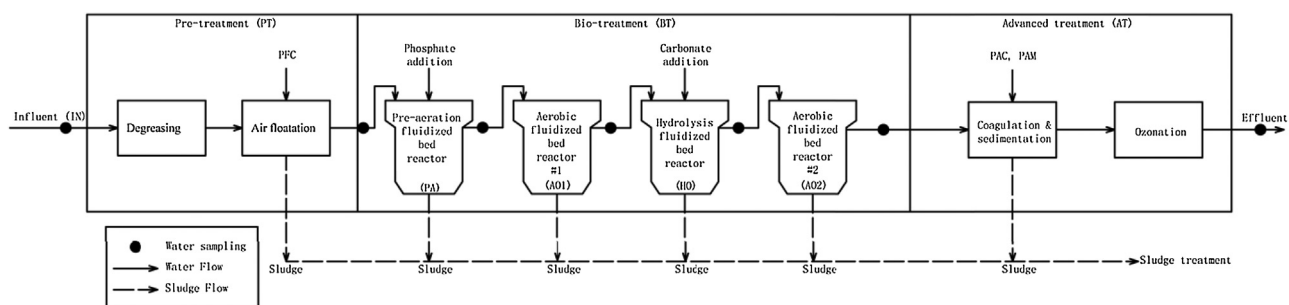 Pre-treatment (PT)
Bio-treatment (BT)
Advanced treatment (AT)
PFC
Phosphate
addition
Carbonate
addition
PAC, PAM
Influent (IN)
Degreasing
Air floatation
Pre-aeration
fluidized
bed
reactor
(PA)
Aerobic
fluidized
bed
reactor
#1
(AO1)
Hydrolysis
fluidized
bed
reactor
(HO)
Aerobic
fluidized
bed
reactor
#2
(AO2)
Coagulation &
sedimentation
Ozonation
Effluent
Water sampling
Water Flow
Sludge Flow
Sludge
Sludge
Sludge
Sludge
Sludge
Sludge
Sludge treatment